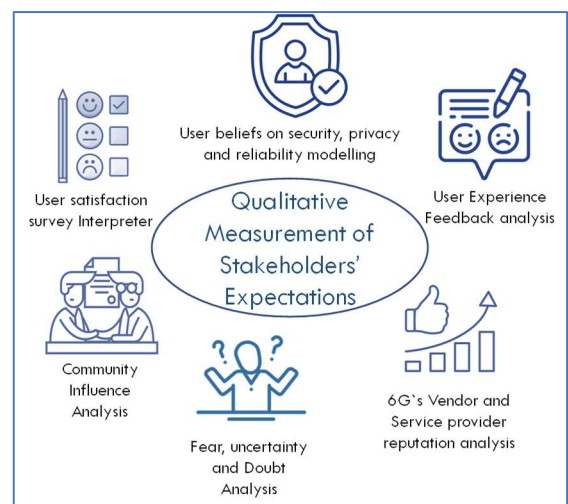 User beliefs on security, privacy
and reliability modelling
User satisfaction
survey Interpreter
User Experience
Feedback analysis
Qualitative
Measurement of
Stakeholders’
Expectations
Community
Influence
Analysis
Fear, uncertainty
and Doubt
Analysis
6G`s Vendor and
Service provider
reputation analysis